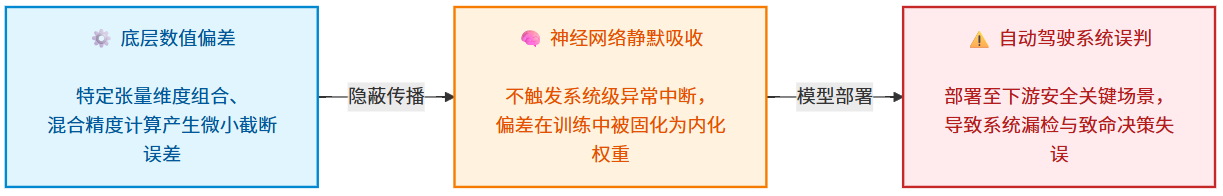 ⚙️ 底层数值偏差
特定张量维度组合、
混合精度计算产生微小截断
误差
隐蔽传播
🧠 神经网络静默吸收
不触发系统级异常中断，
偏差在训练中被固化为内化
权重
模型部署
⚠️ 自动驾驶系统误判
部署至下游安全关键场景，
导致系统漏检与致命决策失
误